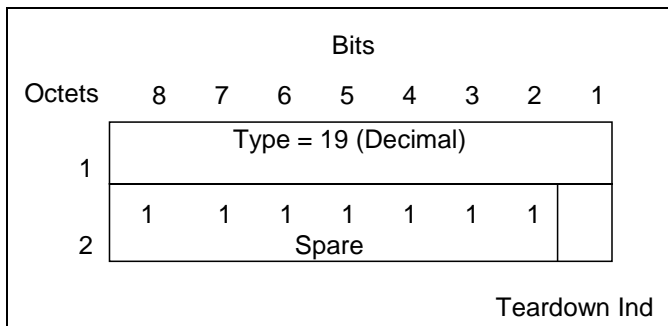 Bits
Octets 8 7 6 5 4 3 2 1
Type = 19 (Decimal)
1
1 1 1 1 1 1 1
2 Spare
Teardown Ind